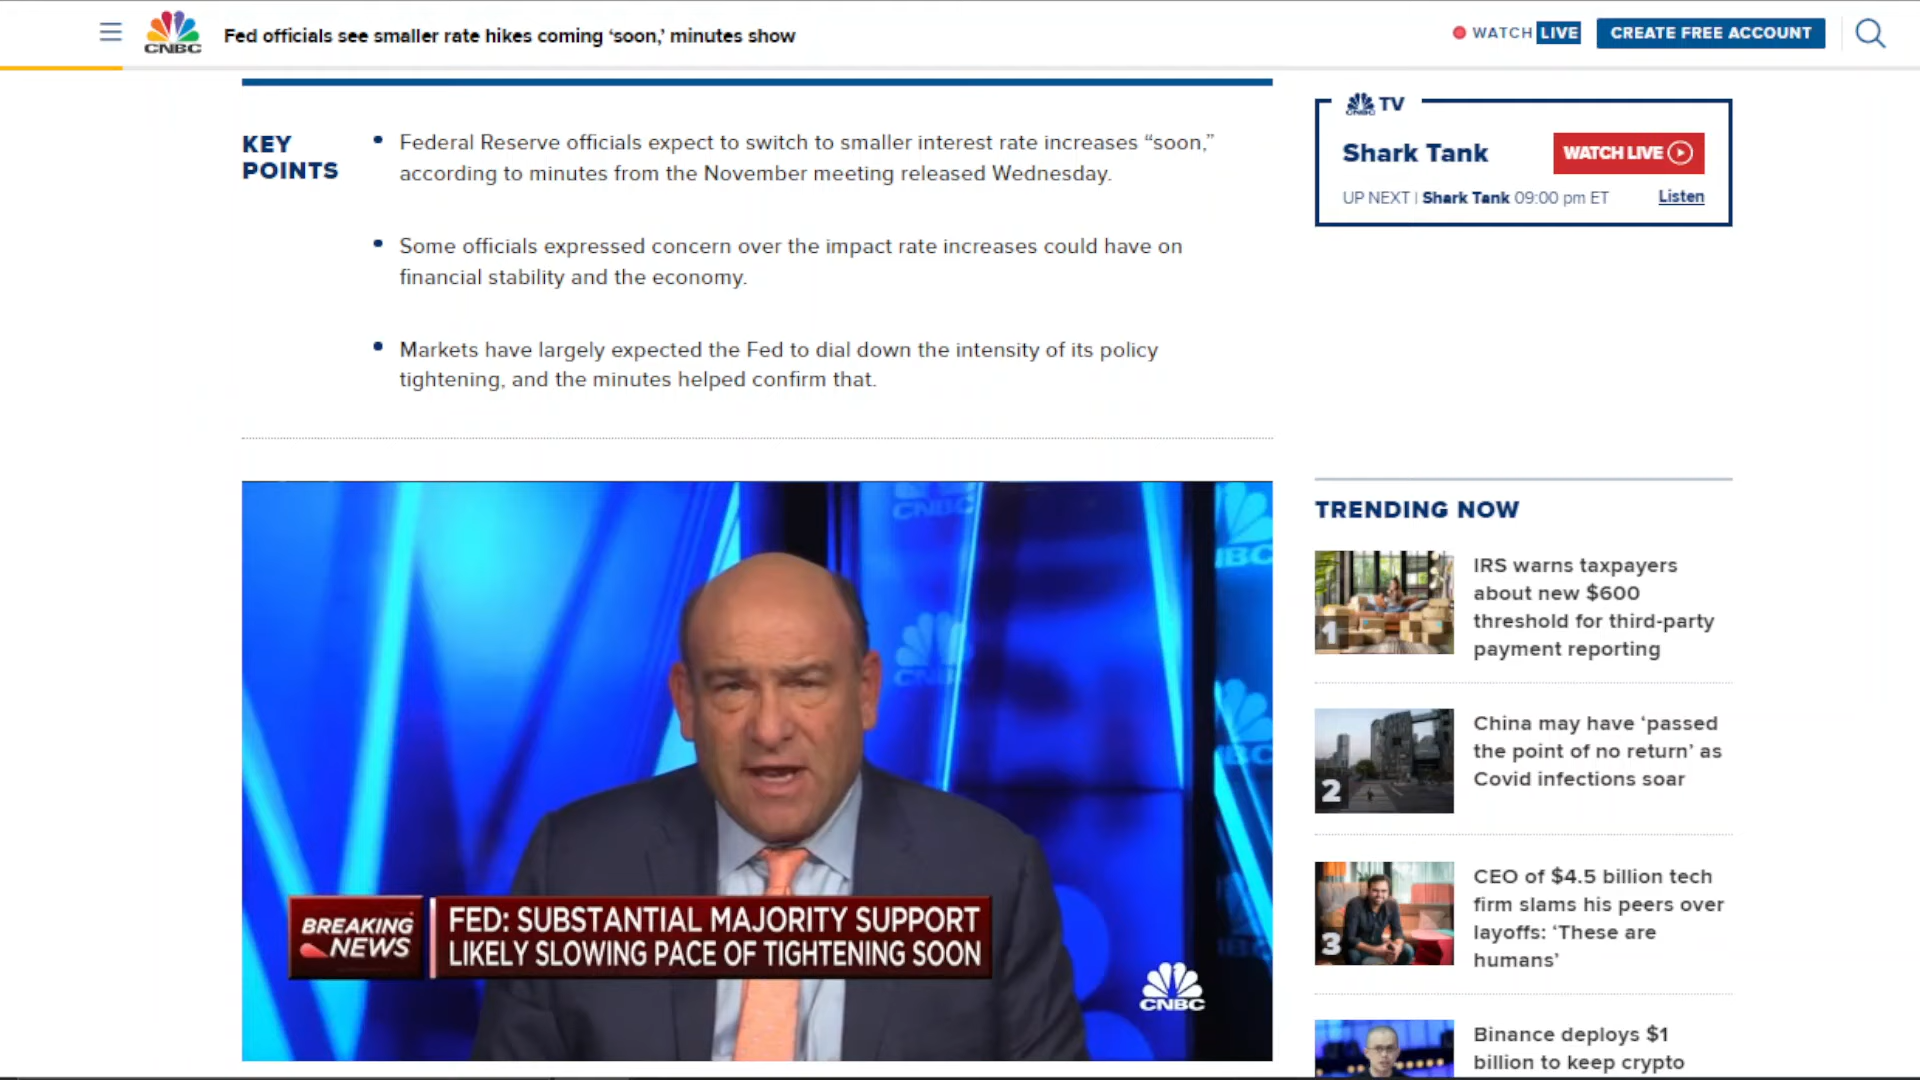 CNBC
Fed officials see smaller rate hikes coming ‘soon,’ minutes show
WATCH LIVE
CREATE FREE ACCOUNT
KEY
POINTS
• Federal Reserve officials expect to switch to smaller interest rate increases “soon,”
according to minutes from the November meeting released Wednesday.
• Some officials expressed concern over the impact rate increases could have on
financial stability and the economy.
• Markets have largely expected the Fed to dial down the intensity of its policy
tightening, and the minutes helped confirm that.
CNBC TV
Shark Tank
WATCH LIVE
UP NEXT | Shark Tank 09:00 pm ET
Listen
CNBC
BREAKING
NEWS
FED: SUBSTANTIAL MAJORITY SUPPORT
LIKELY SLOWING PACE OF TIGHTENING SOON
CNBC
TRENDING NOW
1
IRS warns taxpayers
about new $600
threshold for third-party
payment reporting
2
China may have ‘passed
the point of no return’ as
Covid infections soar
3
CEO of $4.5 billion tech
firm slams his peers over
layoffs: ‘These are
humans’
Binance deploys $1
billion to keep crypto